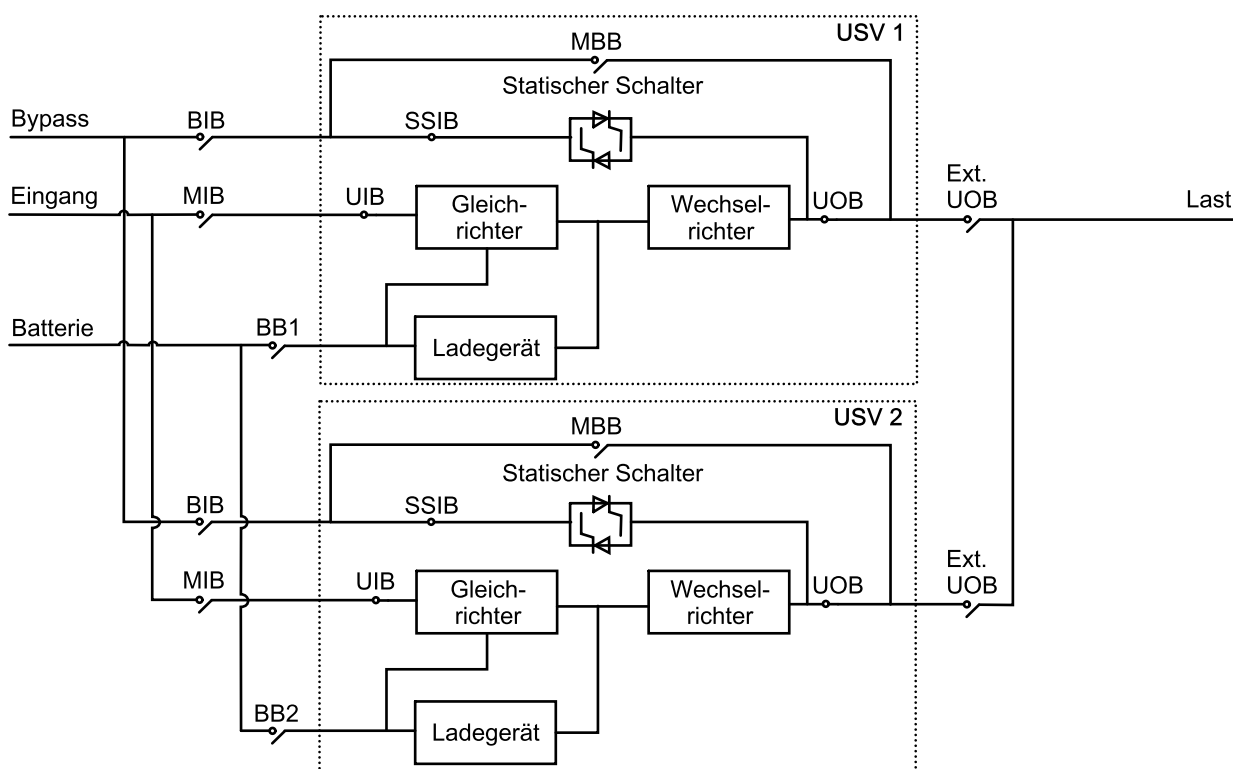 USV 1
MBB
Statischer Schalter
Bypass
BIB
SSIB
Eingang
MIB
UIB
Gleich-
richter
Wechsel-
richter
UOB
Ext.
UOB
Last
Batterie
BB1
Ladegerät
USV 2
MBB
Statischer Schalter
BIB
SSIB
MIB
UIB
Gleich-
richter
Wechsel-
richter
UOB
Ext.
UOB
BB2
Ladegerät